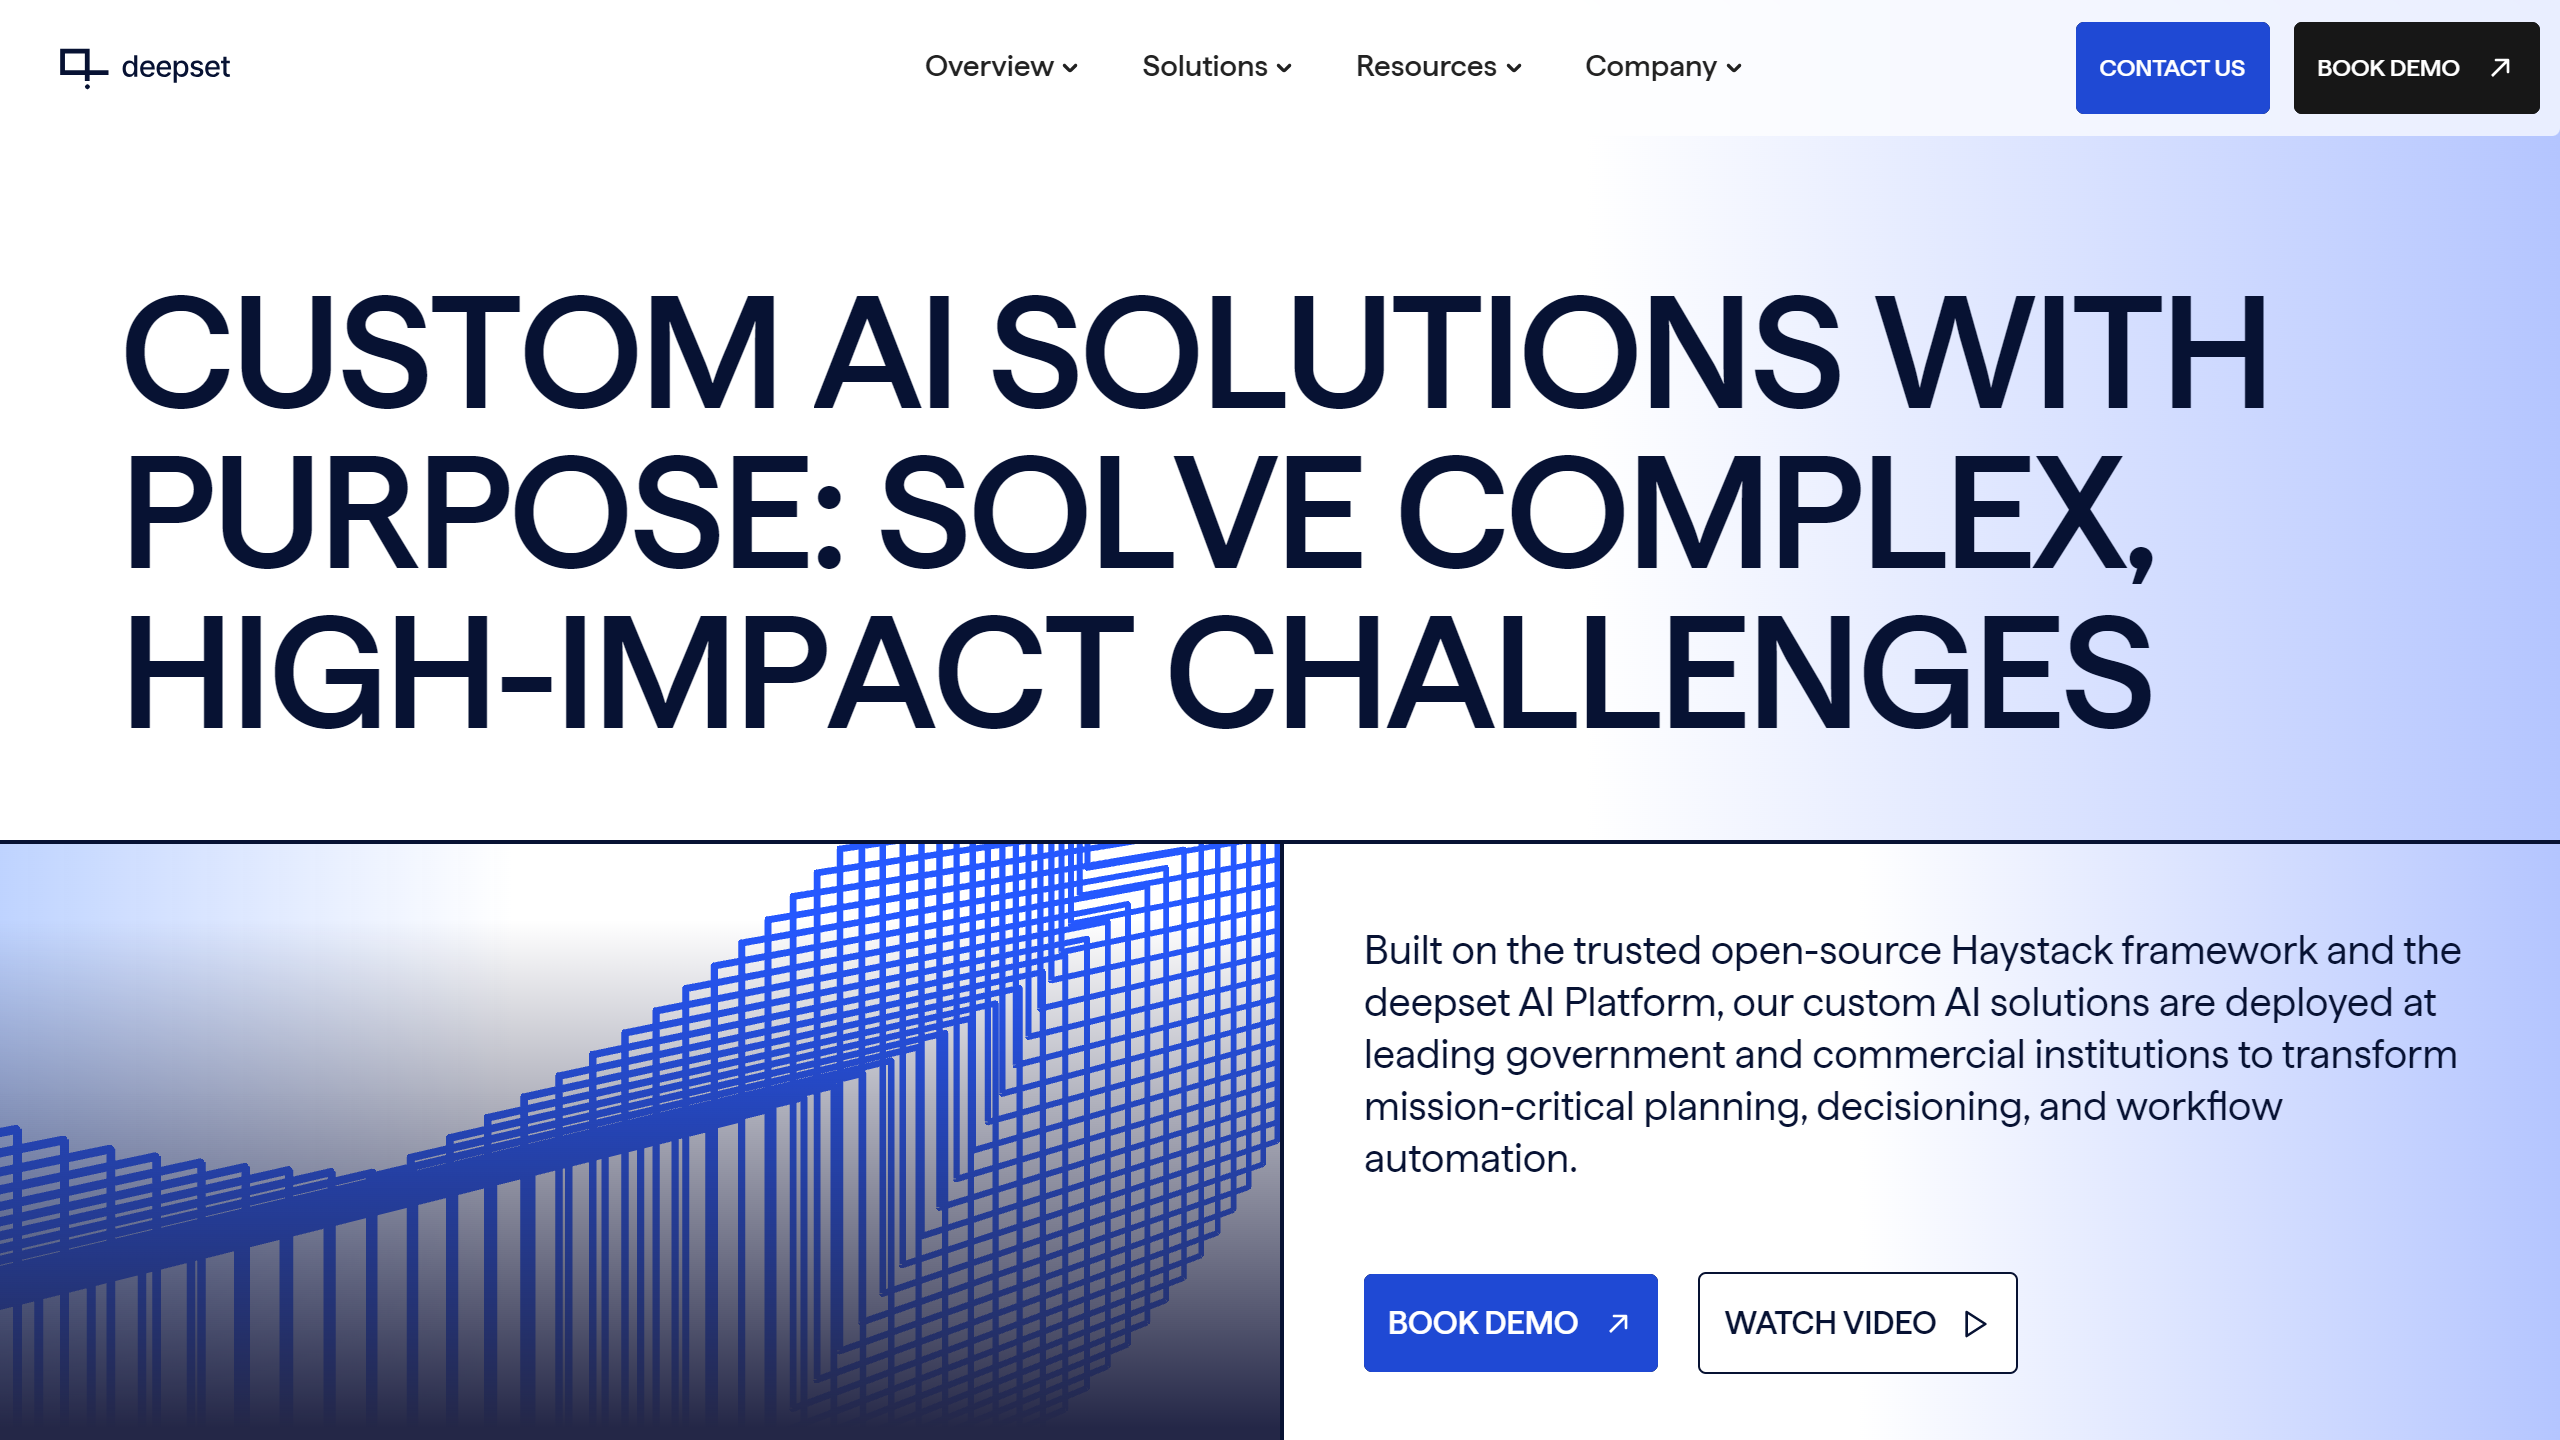 deepset
Overview
Solutions
Resources
Company
CONTACT US
BOOK DEMO
CUSTOM AI SOLUTIONS WITH
PURPOSE: SOLVE COMPLEX,
HIGH-IMPACT CHALLENGES
Built on the trusted open-source Haystack framework and the
deepset AI Platform, our custom AI solutions are deployed at
leading government and commercial institutions to transform
mission-critical planning, decisioning, and workflow
automation.
BOOK DEMO
WATCH VIDEO